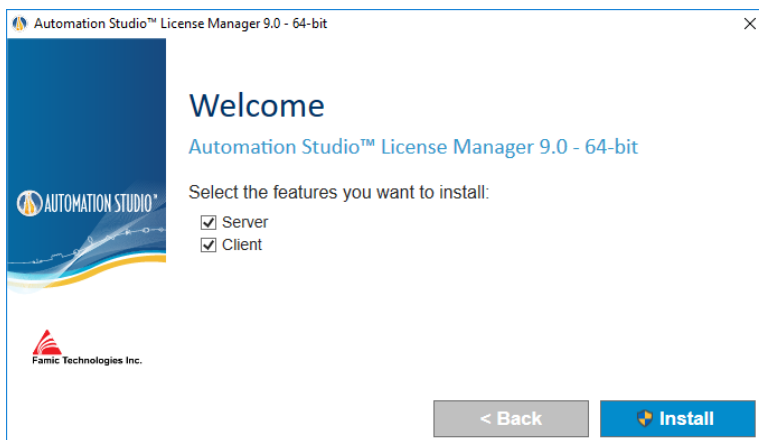 Automation Studio™ License Manager 9.0 - 64-bit
Welcome
Automation Studio™ License Manager 9.0 - 64-bit
Select the features you want to install:
Server
Client
AUTOMATION STUDIO™
Famic Technologies Inc.
< Back
Install